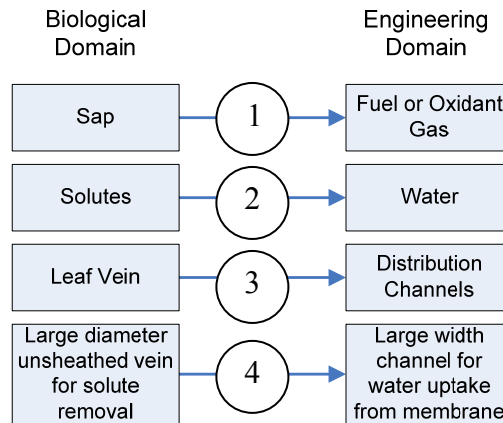 Biological
Domain
Engineering
Domain
Sap
1
Fuel or Oxidant
Gas
Solutes
2
Water
Leaf Vein
3
Distribution
Channels
Large diameter
unsheathed vein
for solute
removal
4
Large width
channel for
water uptake
from membrane